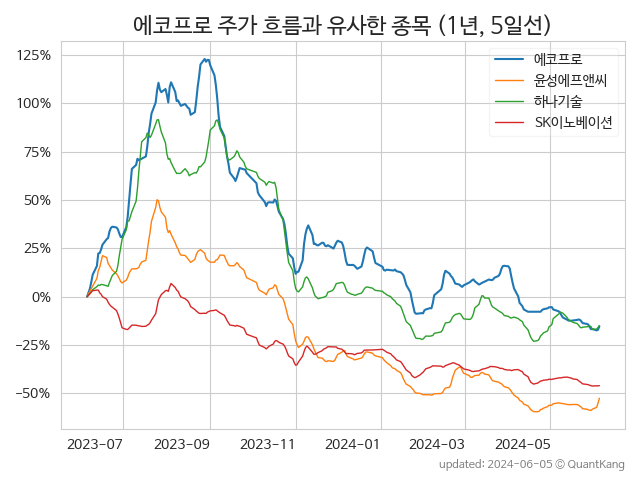 에코프로 주가 흐름과 유사한 종목 (1년, 5일선)
125%
100%
75%
50%
25%
0%
−25%
−50%
에코프로
윤성에프앤씨
하나기술
SK이노베이션
2023-07
2023-09
2023-11
2024-01
2024-03
2024-05
updated: 2024-06-05 ⓒ QuantKang